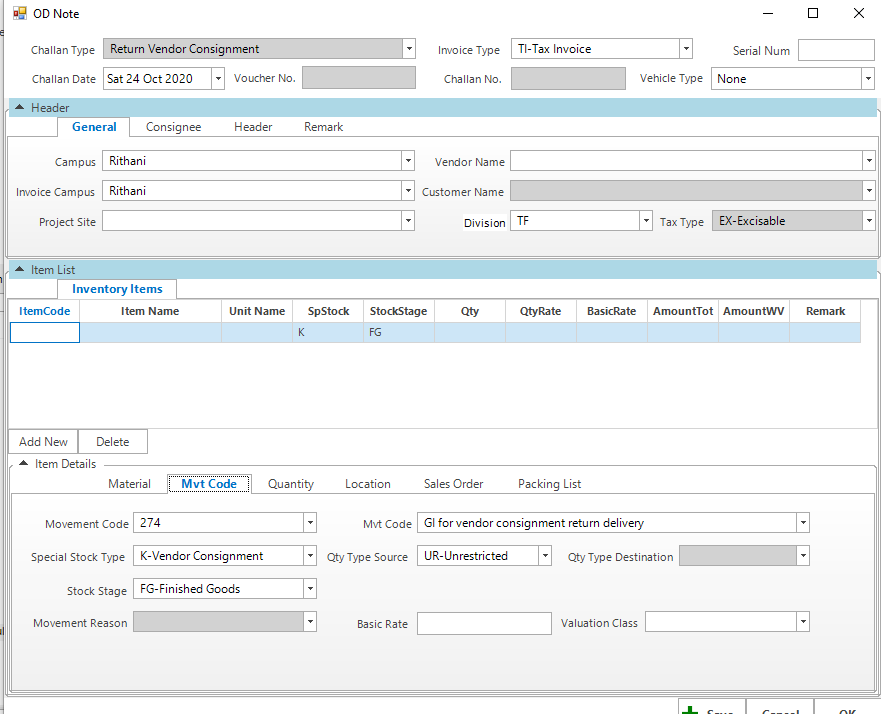 OD Note
Challan Type Return Vendor Consignment Invoice Type TI-Tax Invoice Serial Num
Challan Date Sat 24 Oct 2020 Voucher No. Challan No. Vehicle Type None
Header
General Consignee Header Remark
Campus Rithani Vendor Name
Invoice Campus Rithani Customer Name
Project Site Division TF Tax Type EX-Excisable
Item List
Inventory Items
ItemCode Item Name Unit Name SpStock StockStage Qty QtyRate BasicRate AmountTot AmountWV Remark
K FG
Add New Delete
Item Details
Material Mvt Code Quantity Location Sales Order Packing List
Movement Code 274 Mvt Code GI for vendor consignment return delivery
Special Stock Type K-Vendor Consignment Qty Type Source UR-Unrestricted Qty Type Destination
Stock Stage FG-Finished Goods
Movement Reason Basic Rate Valuation Class
Save Cancel OK